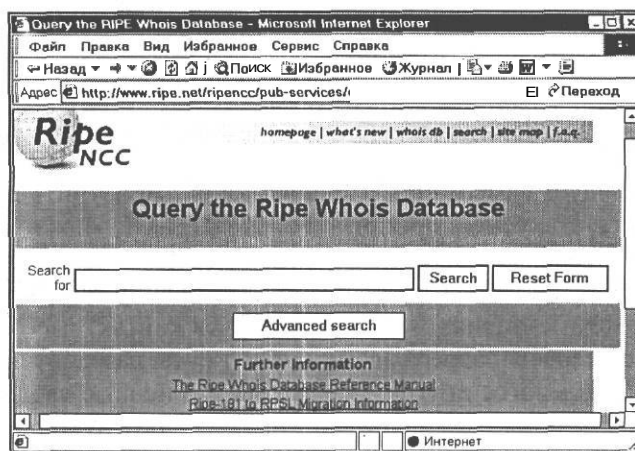 Query the RIPE Whois Database - Microsoft Internet Explorer
Файл Правка Вид Избранное Сервис Справка
Назад Поиск Избранное Журнал
Адрес http://www.ripe.net/ripencc/pub-services/ Переход
Ripe NCC
homepage | what's new | whois db | search | site map | f.a.q.
Query the Ripe Whois Database
Search for
Search Reset Form
Advanced search
Further Information
The Ripe Whois Database Reference Manual
Ripe-181 to RPSL Migration Information
Интернет